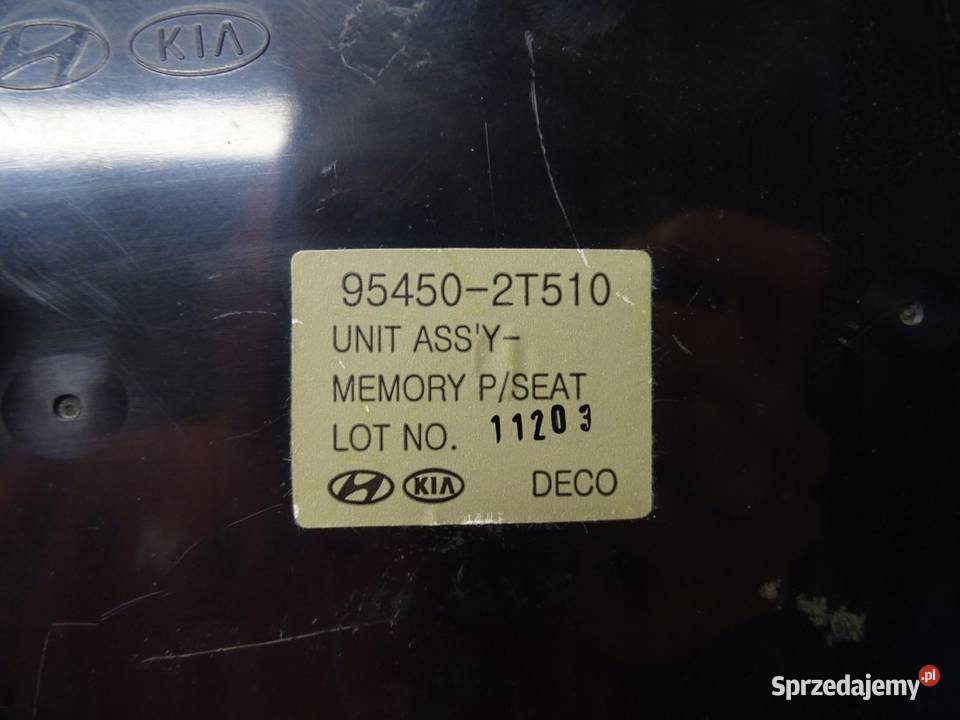 KIA
95450-2T510
UNIT ASS'Y-
MEMORY P/SEAT
LOT NO. 11203
KIA DECO
Sprzedajemy.pl